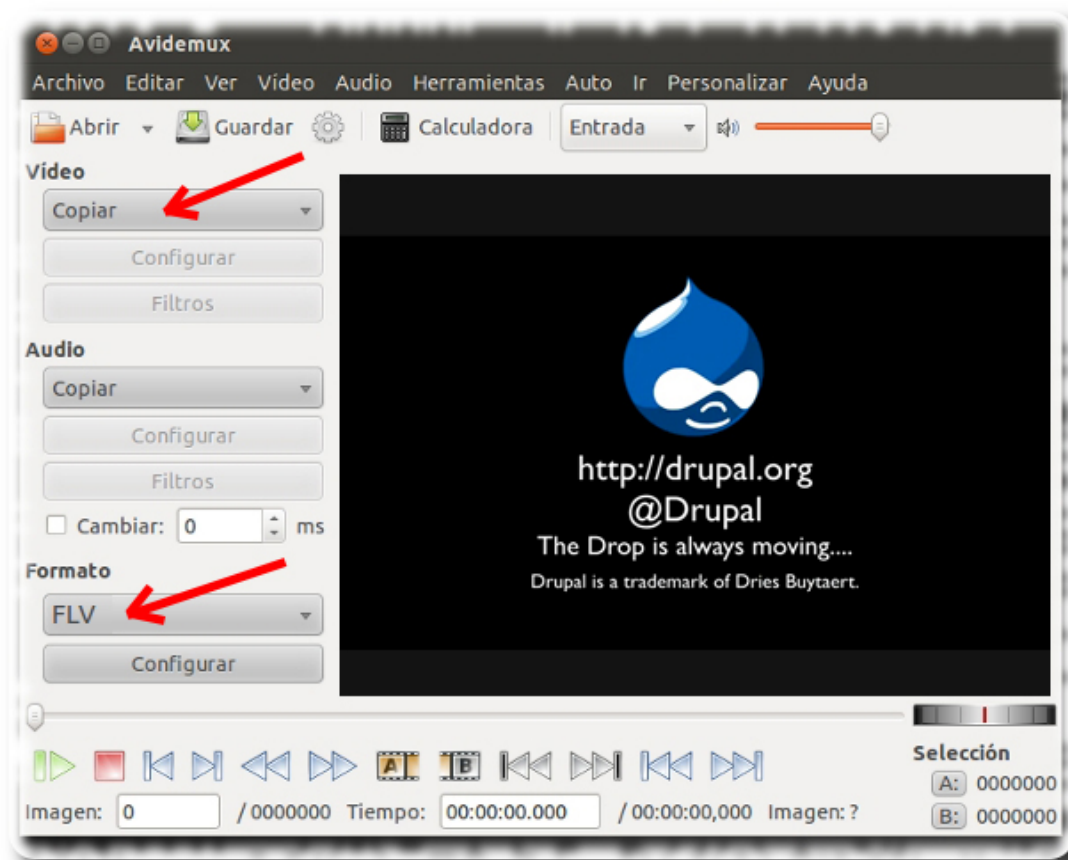 Avidemux
Archivo Editar Ver Vídeo Audio Herramientas Auto Ir Personalizar Ayuda
Abrir Guardar Calculadora Entrada
Vídeo
Copiar
Configurar
Filtros
Audio
Copiar
Configurar
Filtros
Cambiar: 0 ms
Formato
FLV
Configurar
http://drupal.org
@Drupal
The Drop is always moving....
Drupal is a trademark of Dries Buytaert.
A B
Selección
A: 0000000
B: 0000000
Imagen: 0 / 0000000 Tiempo: 00:00:00.000 / 00:00:00,000 Imagen: ?